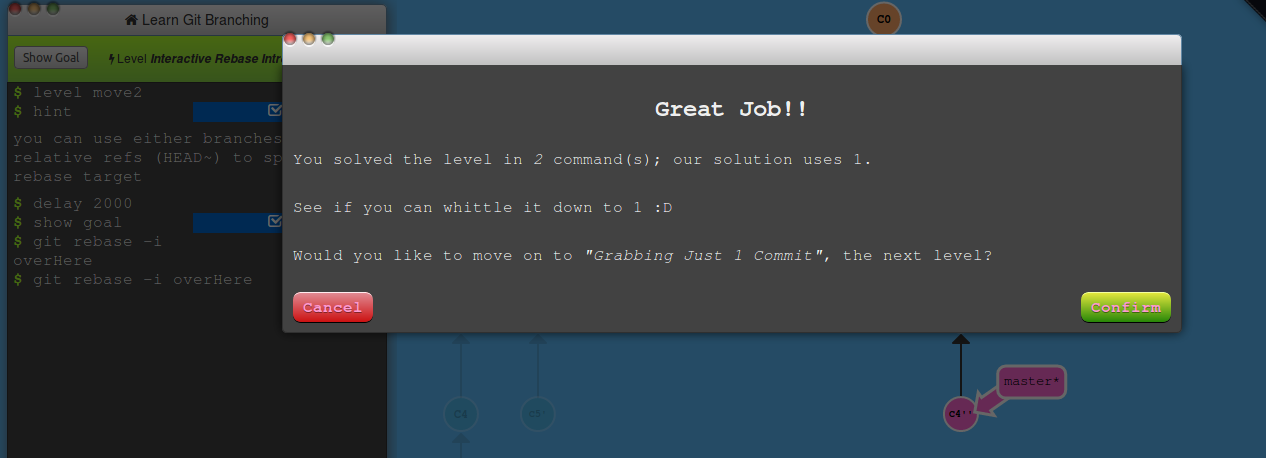 Learn Git Branching
C0
Show Goal
Level Interactive Rebase Intr
$ level move2
$ hint
you can use either branches
relative refs (HEAD~) to sp
rebase target
$ delay 2000
$ show goal
$ git rebase -i
overHere
$ git rebase -i overHere
Great Job!!
You solved the level in 2 command(s); our solution uses 1.
See if you can whittle it down to 1 :D
Would you like to move on to "Grabbing Just 1 Commit", the next level?
Cancel
Confirm
master*
C4
c5'
c4''